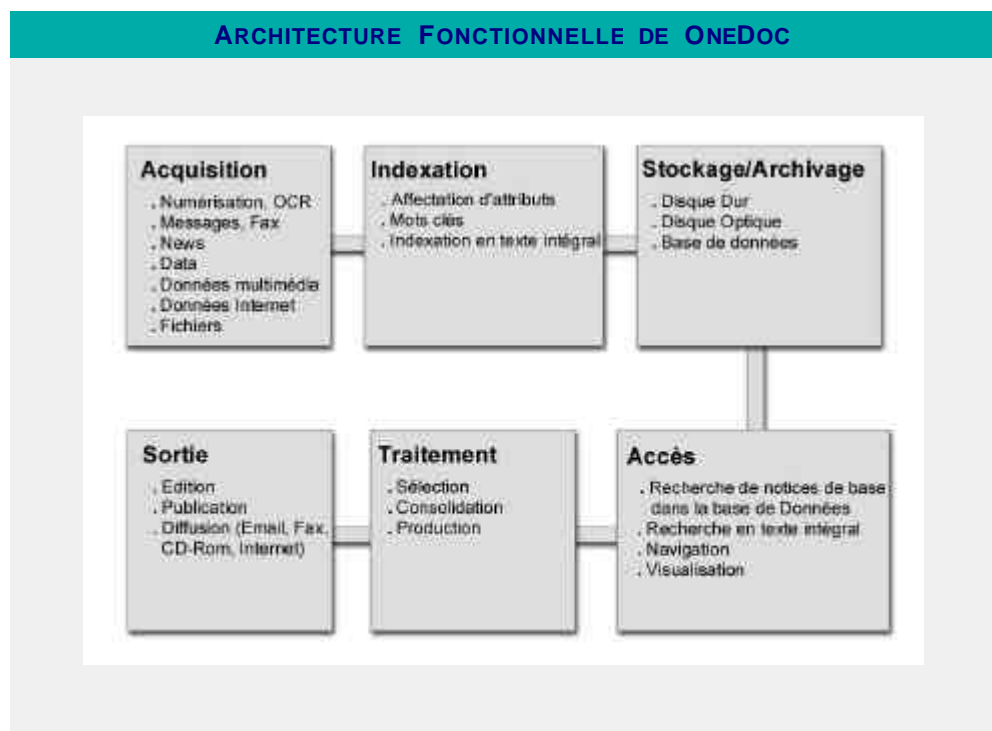 ARCHITECTURE FONCTIONNELLE DE ONEDOC
Acquisition
. Numérisation, OCR
. Messages, Fax
. News
. Data
. Données multimédia
. Données Internet
. Fichiers
Indexation
. Affectation d'attributs
. Mots clés
. Indexation en texte intégral
Stockage/Archivage
. Disque Dur
. Disque Optique
. Base de données
Sortie
. Edition
. Publication
. Diffusion (Email, Fax,
CD-Rom, Internet)
Traitement
. Sélection
. Consolidation
. Production
Accès
. Recherche de notices de base
dans la base de Données
. Recherche en texte intégral
. Navigation
. Visualisation